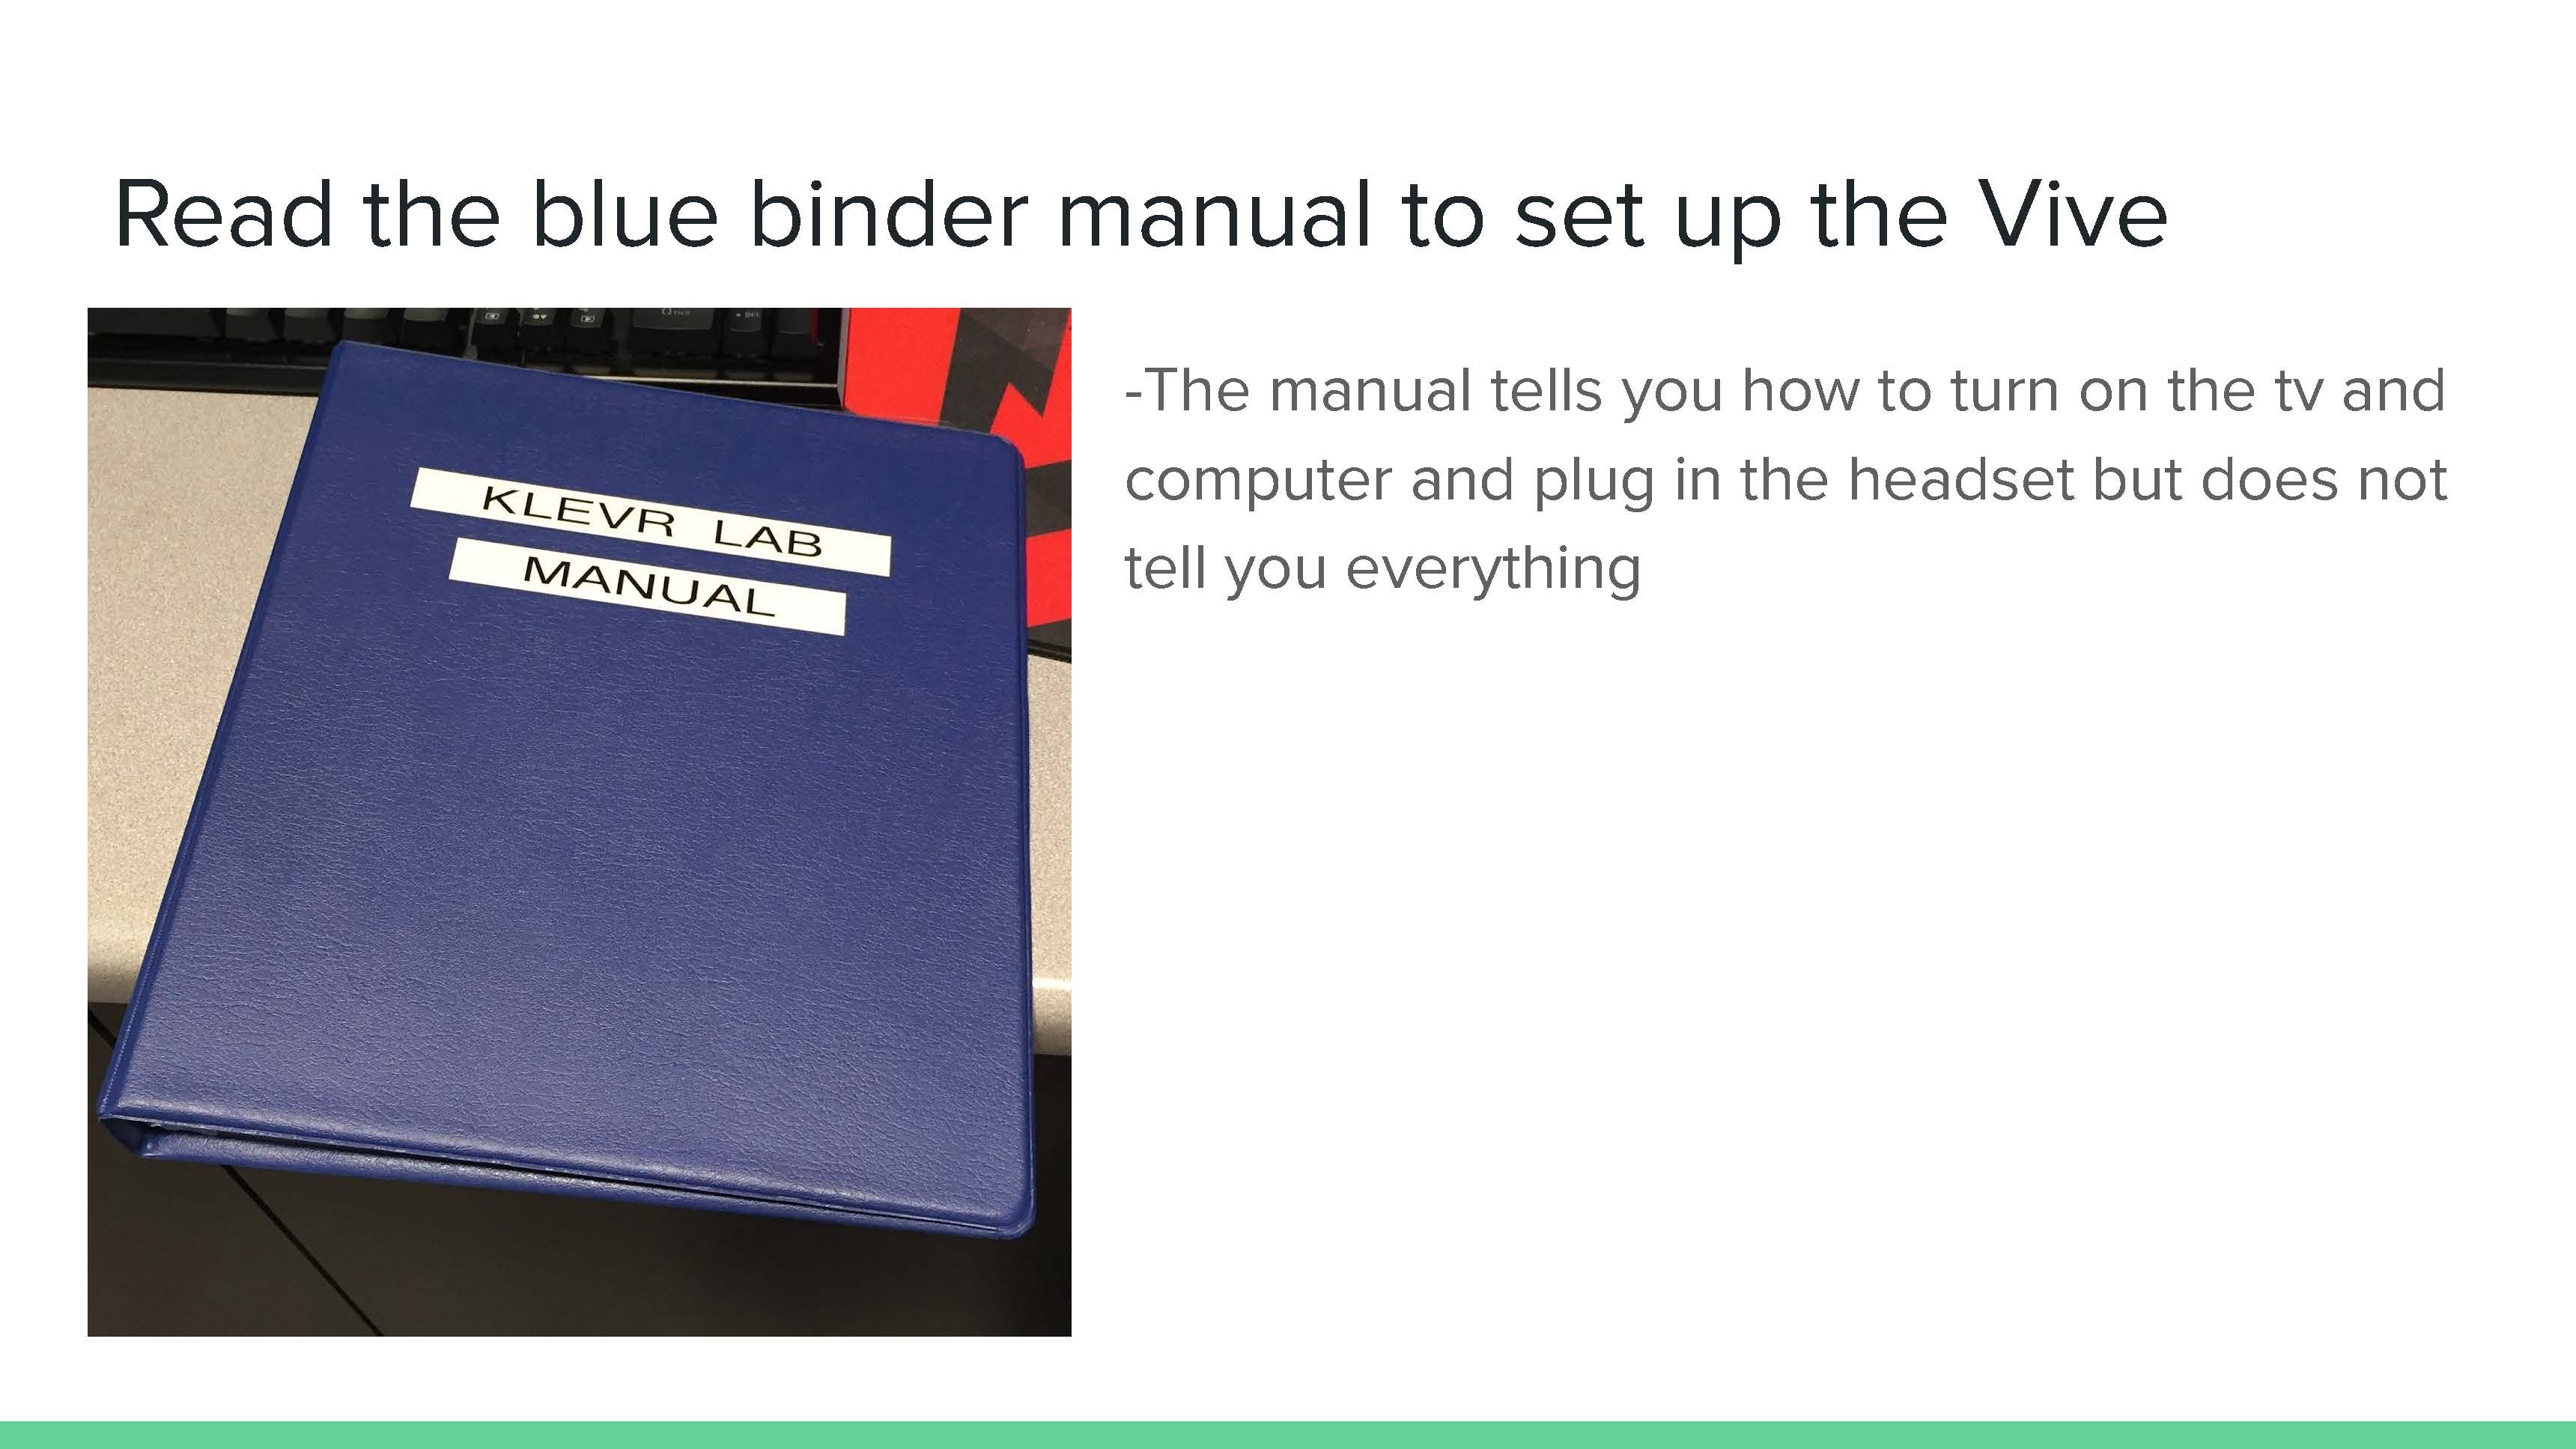 Read the blue binder manual to set up the Vive
KLEVR LAB
MANUAL
-The manual tells you how to turn on the tv and
computer and plug in the headset but does not
tell you everything